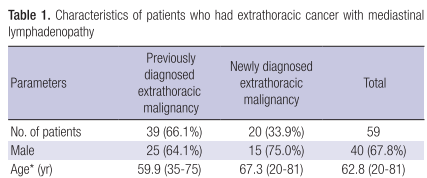 Table 1. Characteristics of patients who had extrathoracic cancer with mediastinal
lymphadenopathy
Parameters
Previously
diagnosed
extrathoracic
malignancy
Newly diagnosed
extrathoracic
malignancy
Total
No. of patients 39 (66.1%) 20 (33.9%) 59
Male 25 (64.1%) 15 (75.0%) 40 (67.8%)
Age* (yr) 59.9 (35-75) 67.3 (20-81) 62.8 (20-81)